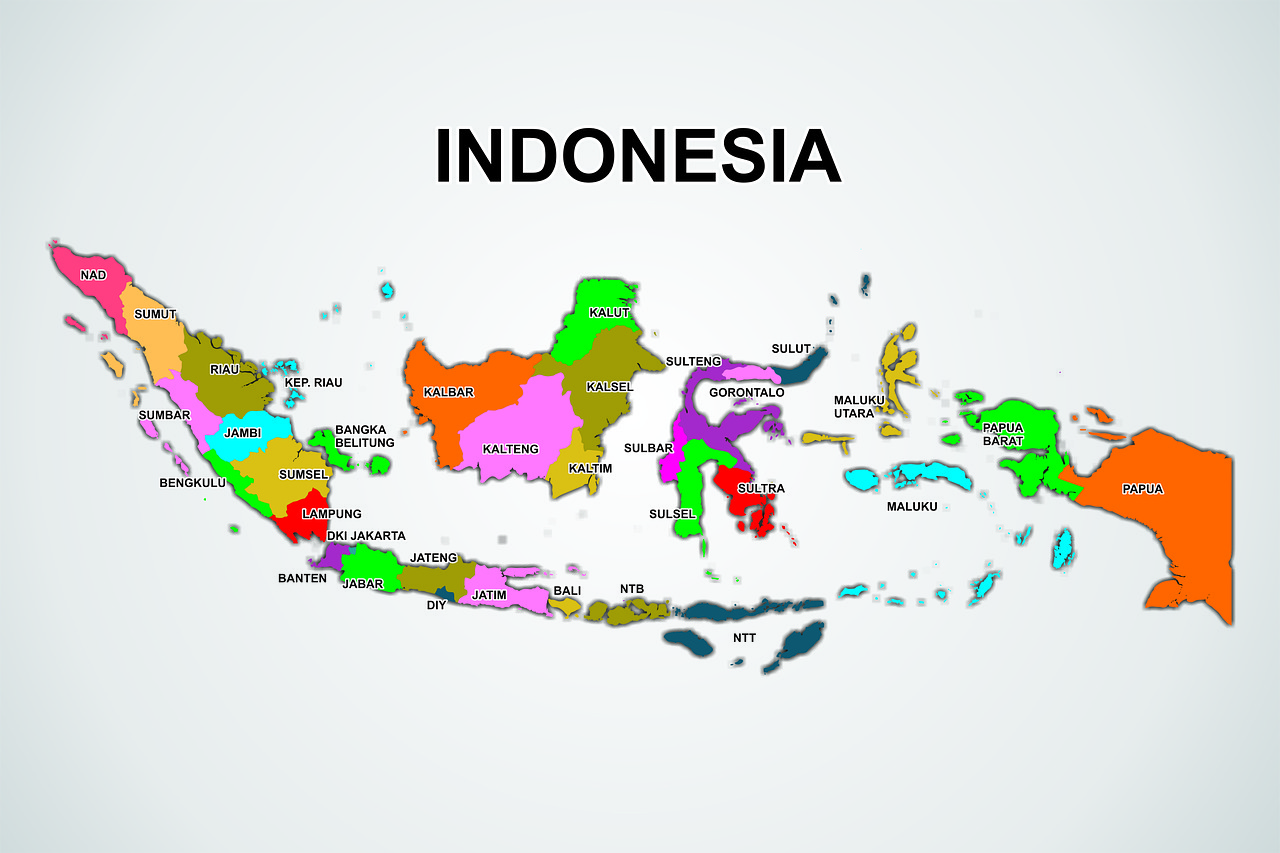 INDONESIA
NAD
SUMUT
RIAU
KEP. RIAU
SUMBAR
JAMBI
BANGKA
BELITUNG
BENGKULU
SUMSEL
LAMPUNG
DKI JAKARTA
BANTEN
JABAR
JATENG
DIY
JATIM
BALI
NTB
NTT
KALBAR
KALTENG
KALUT
KALSEL
KALTIM
SULTENG
SULUT
GORONTALO
SULBAR
SULSEL
SULTRA
MALUKU
UTARA
MALUKU
PAPUA
BARAT
PAPUA